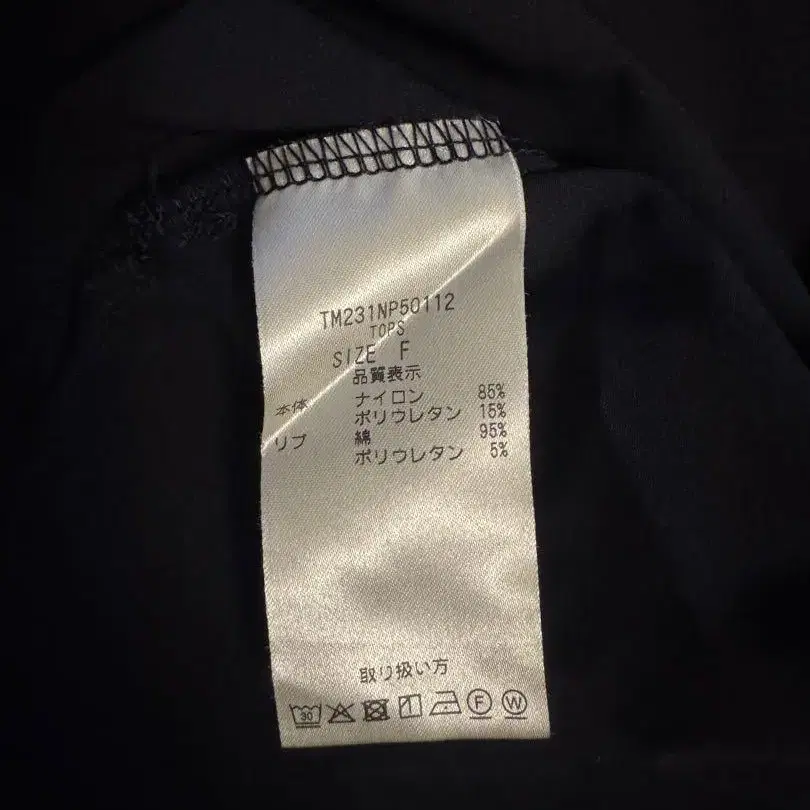 TM231NP50112
TOPS
SIZE F
品質表示
本体 ナイロン 85%
ポリウレタン 15%
リブ 綿 95%
ポリウレタン 5%
取り扱い方
30 F W